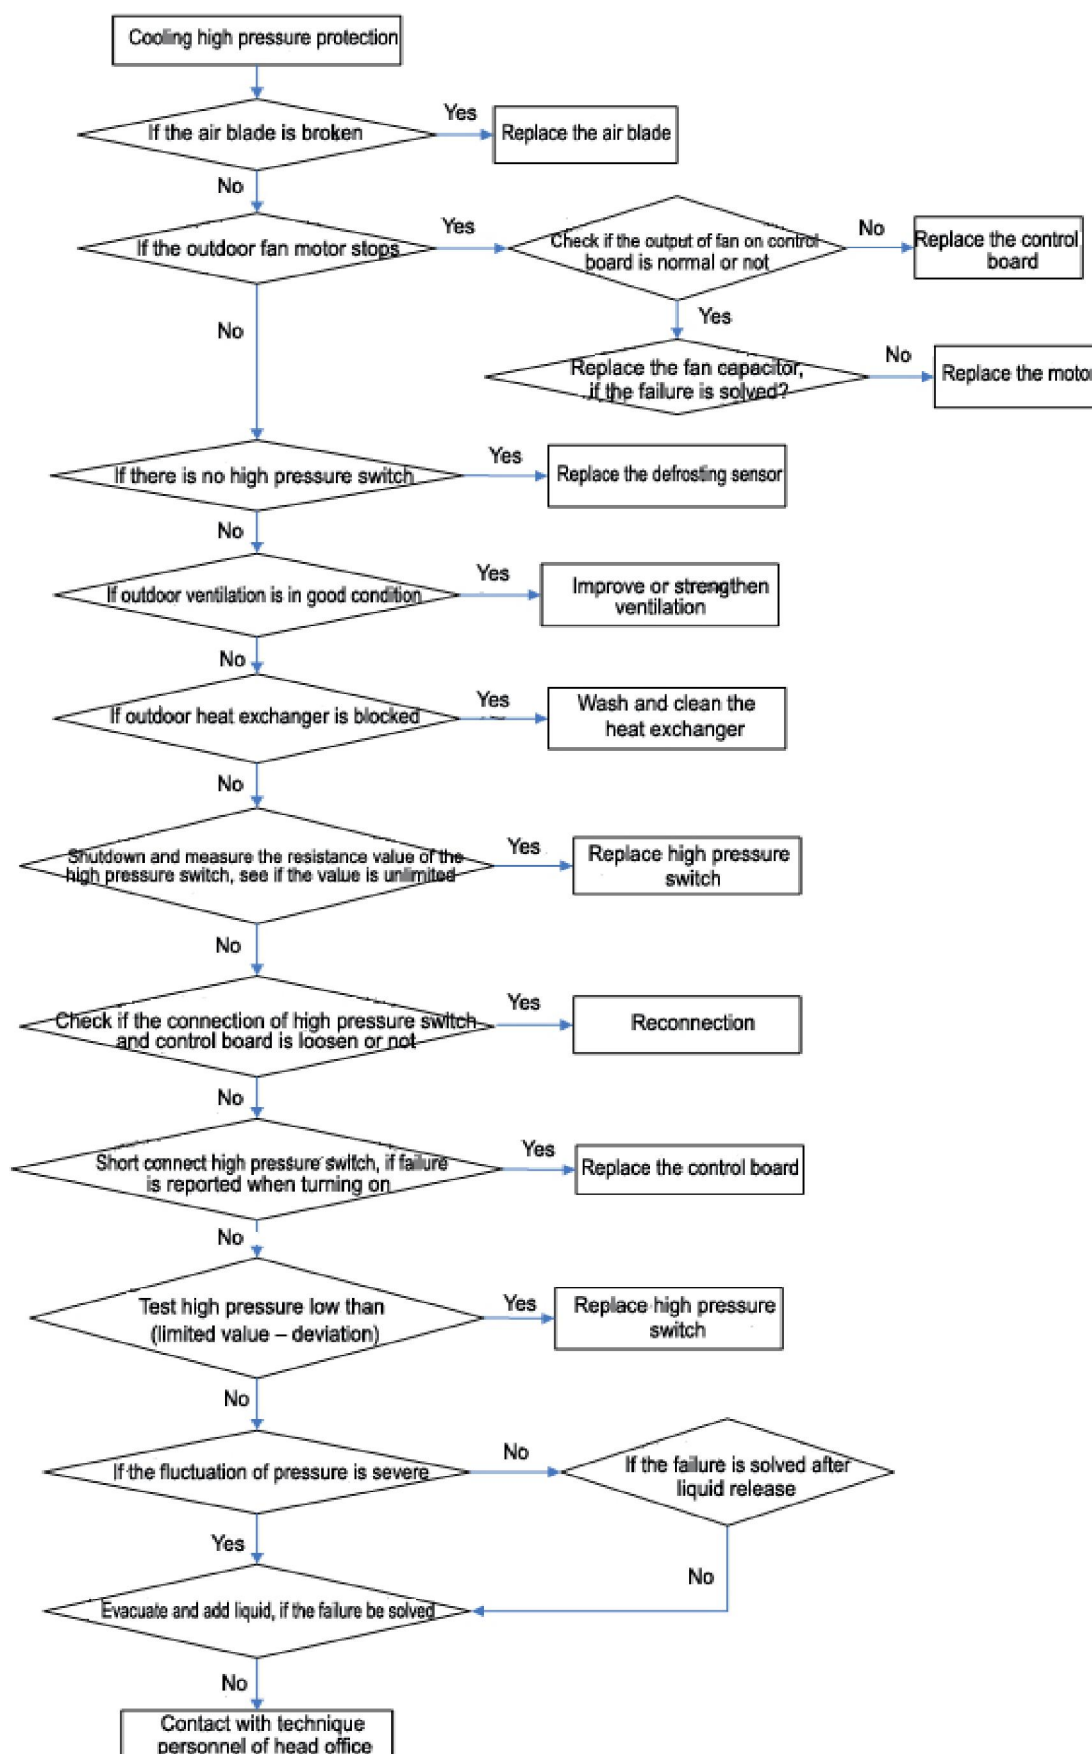 Cooling high pressure protection
If the air blade is broken
Yes
Replace the air blade
No
If the outdoor fan motor stops
Yes
Check if the output of fan on control
board is normal or not
No
Replace the control
board
Yes
Replace the fan capacitor,
if the failure is solved?
No
Replace the motor
No
If there is no high pressure switch
Yes
Replace the defrosting sensor
No
If outdoor ventilation is in good condition
Yes
Improve or strengthen
ventilation
No
If outdoor heat exchanger is blocked
Yes
Wash and clean the
heat exchanger
No
Shutdown and measure the resistance value of the
high pressure switch, see if the value is unlimited
Yes
Replace high pressure
switch
No
Check if the connection of high pressure switch
and control board is loosen or not
Yes
Reconnection
No
Short connect high pressure switch, if failure
is reported when turning on
Yes
Replace the control board
No
Test high pressure low than
(limited value – deviation)
Yes
Replace high pressure
switch
No
If the fluctuation of pressure is severe
No
If the failure is solved after
liquid release
Yes
No
Evacuate and add liquid, if the failure be solved
No
Contact with technique
personnel of head office